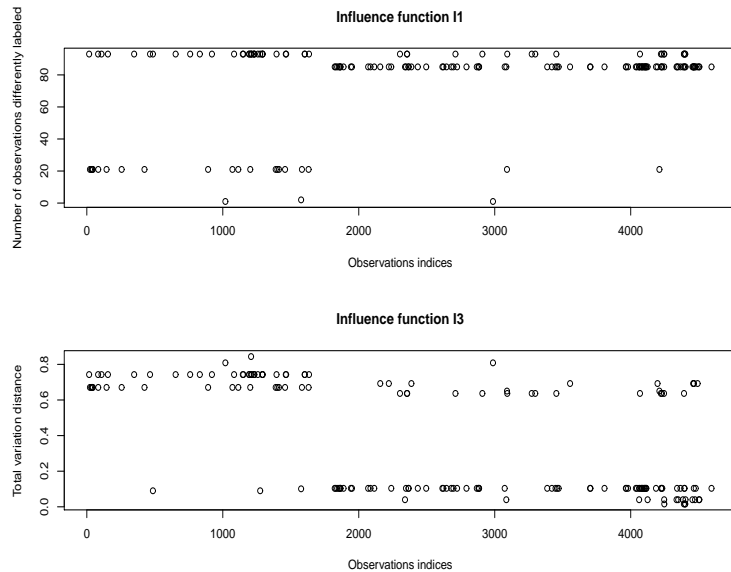 Influence function I1
Number of observations differently labeled
80
60
40
20
0
0 1000 2000 3000 4000
Observations indices
Influence function I3
Total variation distance
0.8
0.6
0.4
0.2
0.0
0 1000 2000 3000 4000
Observations indices